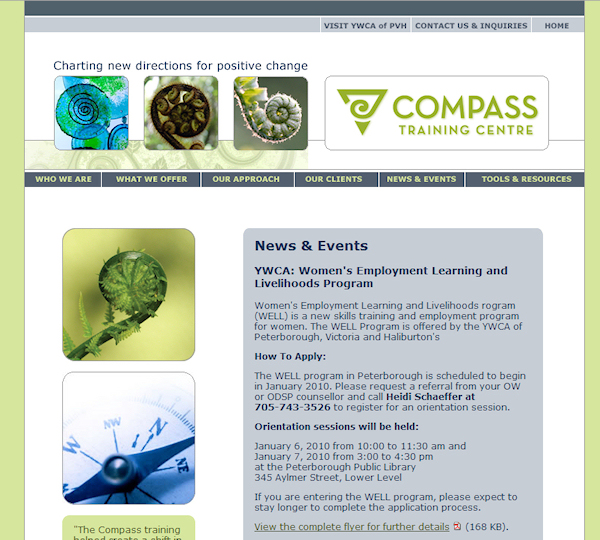 VISIT YWCA of PVH CONTACT US & INQUIRIES HOME
Charting new directions for positive change
COMPASS
TRAINING CENTRE
WHO WE ARE WHAT WE OFFER OUR APPROACH OUR CLIENTS NEWS & EVENTS TOOLS & RESOURCES
News & Events
YWCA: Women's Employment Learning and
Livelihoods Program
Women's Employment Learning and Livelihoods rogram
(WELL) is a new skills training and employment program
for women. The WELL Program is offered by the YWCA of
Peterborough, Victoria and Haliburton's
How To Apply:
The WELL program in Peterborough is scheduled to begin
in January 2010. Please request a referral from your OW
or ODSP counsellor and call Heidi Schaeffer at
705-743-3526 to register for an orientation session.
Orientation sessions will be held:
January 6, 2010 from 10:00 to 11:30 am and
January 7, 2010 from 3:00 to 4:30 pm
at the Peterborough Public Library
345 Aylmer Street, Lower Level
If you are entering the WELL program, please expect to
stay longer to complete the application process.
View the complete flyer for further details (168 KB).
NW
N
NE
"The Compass training
helped create a shift in